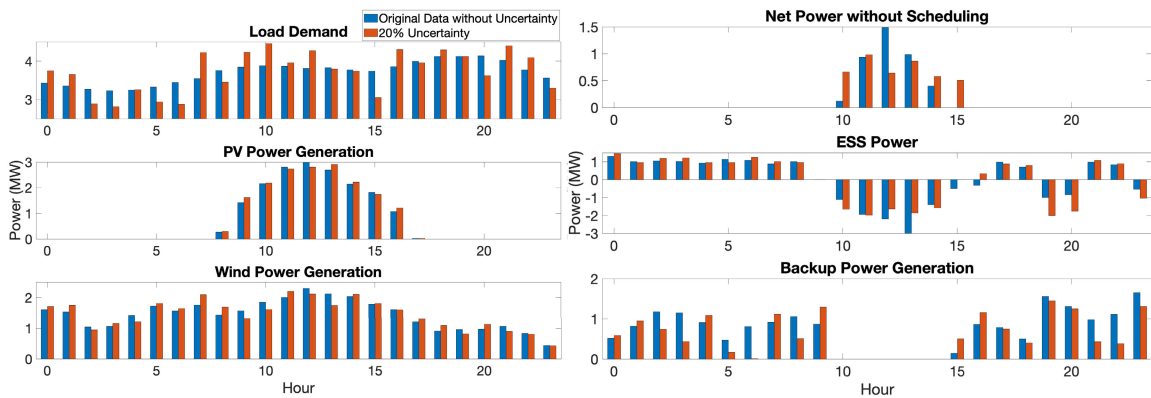 Original Data without Uncertainty
20% Uncertainty
Load Demand
4
3
0 5 10 15 20
PV Power Generation
3
2
1
0
0 5 10 15 20
Power (MW)
Wind Power Generation
2
1
0
0 5 10 15 20
Hour
Net Power without Scheduling
1.5
1
0.5
0
0 5 10 15 20
ESS Power
1
0
-1
-2
-3
0 5 10 15 20
Power (MW)
Backup Power Generation
2
1
0
0 5 10 15 20
Hour